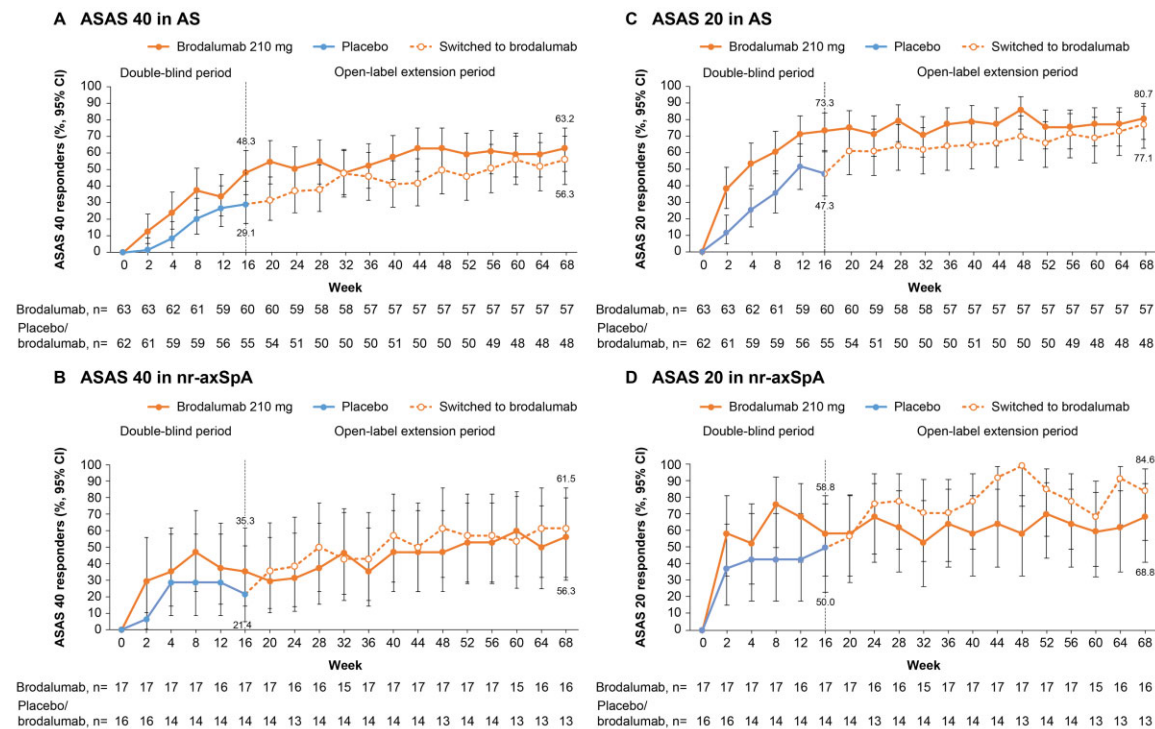 A ASAS 40 in AS
Brodalumab 210 mg Placebo Switched to brodalumab
Double-blind period Open-label extension period
ASAS 40 responders (%, 95% CI)
100
90
80
70
60
50
40
30
20
10
0
48.3
29.1
63.2
56.3
0 2 4 8 12 16 20 24 28 32 36 40 44 48 52 56 60 64 68
Week
Brodalumab, n= 63 63 62 61 59 60 60 59 58 58 57 57 57 57 57 57 57 57 57
Placebo/
brodalumab, n= 62 61 59 59 56 55 54 51 50 50 50 51 50 50 50 49 48 48 48
C ASAS 20 in AS
Brodalumab 210 mg Placebo Switched to brodalumab
Double-blind period Open-label extension period
ASAS 20 responders (%, 95% CI)
100
90
80
70
60
50
40
30
20
10
0
73.3
47.3
80.7
77.1
0 2 4 8 12 16 20 24 28 32 36 40 44 48 52 56 60 64 68
Week
Brodalumab, n= 63 63 62 61 59 60 60 59 58 58 57 57 57 57 57 57 57 57 57
Placebo/
brodalumab, n= 62 61 59 59 56 55 54 51 50 50 50 51 50 50 50 49 48 48 48
B ASAS 40 in nr-axSpA
Brodalumab 210 mg Placebo Switched to brodalumab
Double-blind period Open-label extension period
ASAS 40 responders (%, 95% CI)
100
90
80
70
60
50
40
30
20
10
0
35.3
21.4
61.5
56.3
0 2 4 8 12 16 20 24 28 32 36 40 44 48 52 56 60 64 68
Week
Brodalumab, n= 17 17 17 17 16 17 17 16 16 15 17 17 17 17 17 17 15 16 16
Placebo/
brodalumab, n= 16 16 14 14 14 14 14 13 14 14 14 14 14 13 14 14 13 13 13
D ASAS 20 in nr-axSpA
Brodalumab 210 mg Placebo Switched to brodalumab
Double-blind period Open-label extension period
ASAS 20 responders (%, 95% CI)
100
90
80
70
60
50
40
30
20
10
0
58.8
50.0
84.6
68.8
0 2 4 8 12 16 20 24 28 32 36 40 44 48 52 56 60 64 68
Week
Brodalumab, n= 17 17 17 17 16 17 17 16 16 15 17 17 17 17 17 17 15 16 16
Placebo/
brodalumab, n= 16 16 14 14 14 14 14 13 14 14 14 14 14 13 14 14 13 13 13